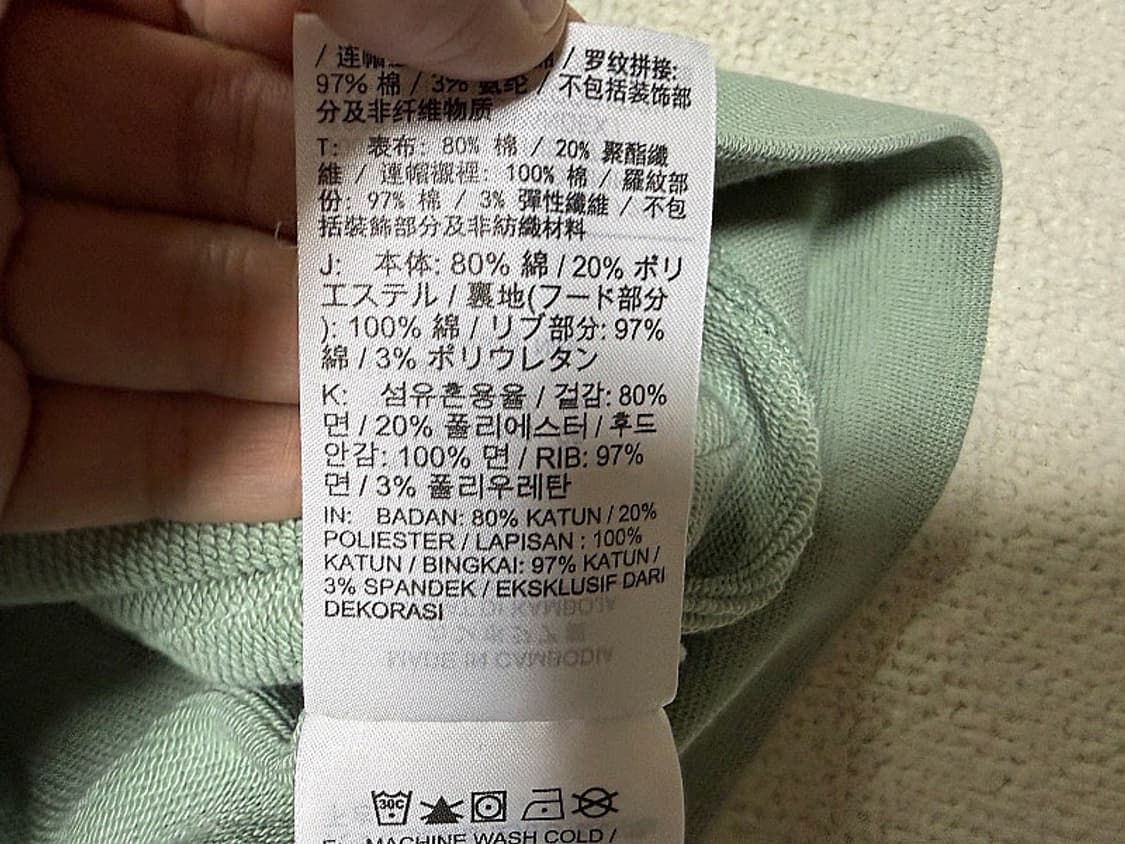 / 连帽 / 罗纹拼接:
97% 棉 / 3% 氨纶 / 不包括装饰部
分及非纤维物质
T: 表布: 80% 棉 / 20% 聚酯纖
維 / 連帽襯裡: 100% 棉 / 羅紋部
份: 97% 棉 / 3% 彈性纖維 / 不包
括裝飾部分及非紡織材料
J: 本体: 80% 綿 / 20% ポリ
エステル / 裏地(フード部分
): 100% 綿 / リブ部分: 97%
綿 / 3% ポリウレタン
K: 섬유혼용율 / 겉감: 80%
면 / 20% 폴리에스터 / 후드
안감: 100% 면 / RIB: 97%
면 / 3% 폴리우레탄
IN: BADAN: 80% KATUN / 20%
POLIESTER / LAPISAN : 100%
KATUN / BINGKAI: 97% KATUN /
3% SPANDEK / EKSKLUSIF DARI
DEKORASI
30C
MACHINE WASH COLD /